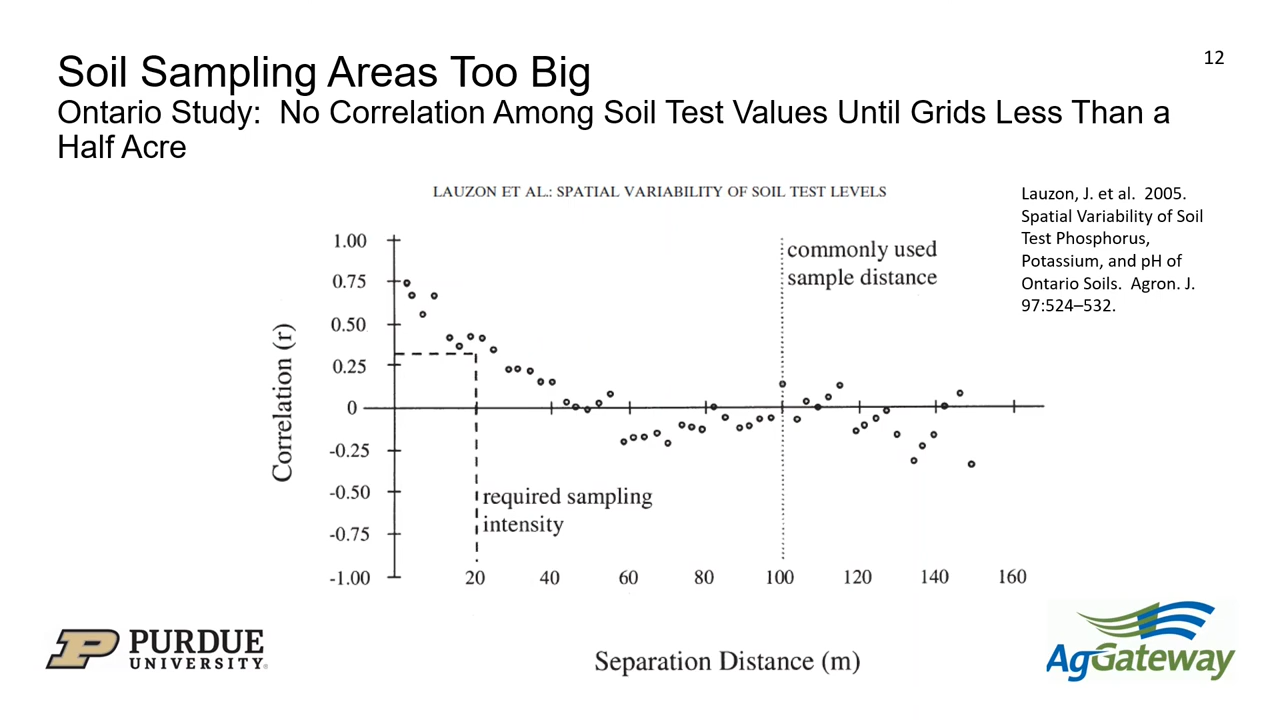 12
Soil Sampling Areas Too Big
Ontario Study:  No Correlation Among Soil Test Values Until Grids Less Than a
Half Acre
LAUZON ET AL.: SPATIAL VARIABILITY OF SOIL TEST LEVELS
Lauzon, J. et al.  2005.
Spatial Variability of Soil
Test Phosphorus,
Potassium, and pH of
Ontario Soils.  Agron. J.
97:524–532.
commonly used
sample distance
1.00
0.75
0.50
0.25
0
-0.25
-0.50
-0.75
-1.00
Correlation (r)
required sampling
intensity
20 40 60 80 100 120 140 160
Separation Distance (m)
P PURDUE
UNIVERSITY®
AgGateway